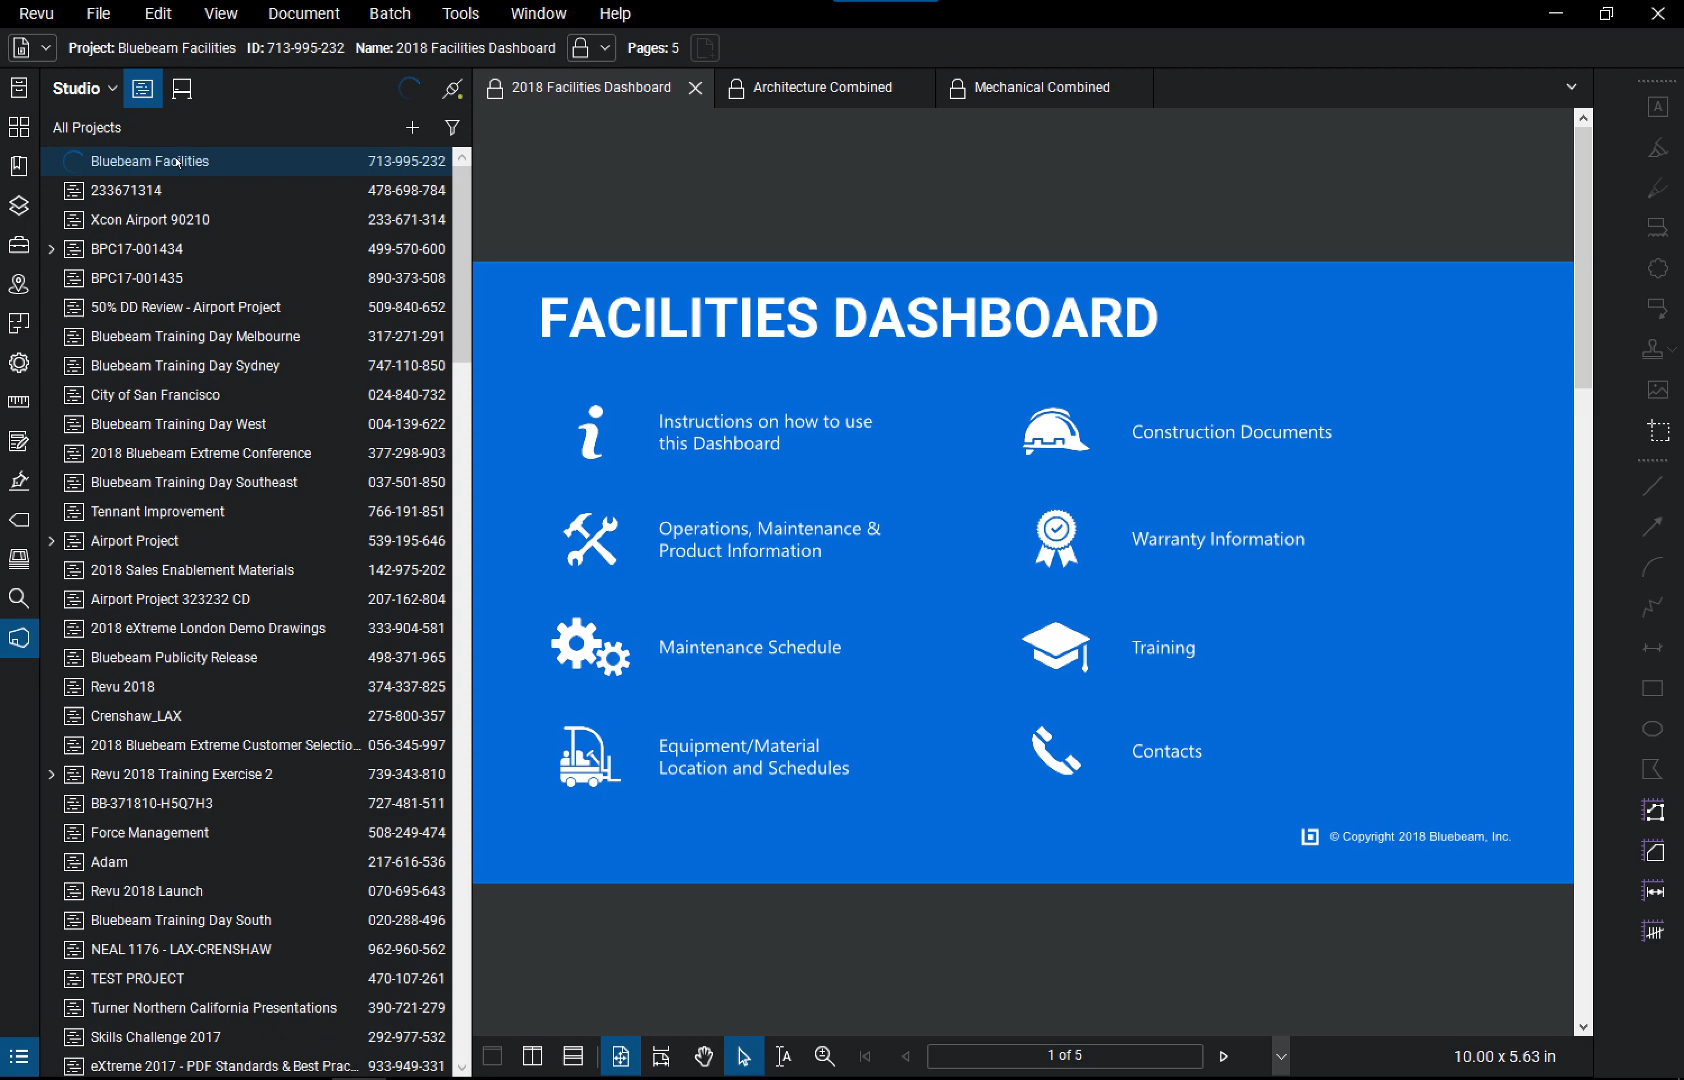 Revu File Edit View Document Batch Tools Window Help
Project: Bluebeam Facilities ID: 713-995-232 Name: 2018 Facilities Dashboard Pages: 5
Studio
2018 Facilities Dashboard Architecture Combined Mechanical Combined
All Projects
Bluebeam Facilities 713-995-232
233671314 478-698-784
Xcon Airport 90210 233-671-314
BPC17-001434 499-570-600
BPC17-001435 890-373-508
50% DD Review - Airport Project 509-840-652
Bluebeam Training Day Melbourne 317-271-291
Bluebeam Training Day Sydney 747-110-850
City of San Francisco 024-840-732
Bluebeam Training Day West 004-139-622
2018 Bluebeam Extreme Conference 377-298-903
Bluebeam Training Day Southeast 037-501-850
Tennant Improvement 766-191-851
Airport Project 539-195-646
2018 Sales Enablement Materials 142-975-202
Airport Project 323232 CD 207-162-804
2018 eXtreme London Demo Drawings 333-904-581
Bluebeam Publicity Release 498-371-965
Revu 2018 374-337-825
Crenshaw_LAX 275-800-357
2018 Bluebeam Extreme Customer Selectio... 056-345-997
Revu 2018 Training Exercise 2 739-343-810
BB-371810-H5Q7H3 727-481-511
Force Management 508-249-474
Adam 217-616-536
Revu 2018 Launch 070-695-643
Bluebeam Training Day South 020-288-496
NEAL 1176 - LAX-CRENSHAW 962-960-562
TEST PROJECT 470-107-261
Turner Northern California Presentations 390-721-279
Skills Challenge 2017 292-977-532
eXtreme 2017 - PDF Standards & Best Prac... 933-949-331
FACILITIES DASHBOARD
Instructions on how to use
this Dashboard
Construction Documents
Operations, Maintenance &
Product Information
Warranty Information
Maintenance Schedule
Training
Equipment/Material
Location and Schedules
Contacts
© Copyright 2018 Bluebeam, Inc.
1 of 5
10.00 x 5.63 in